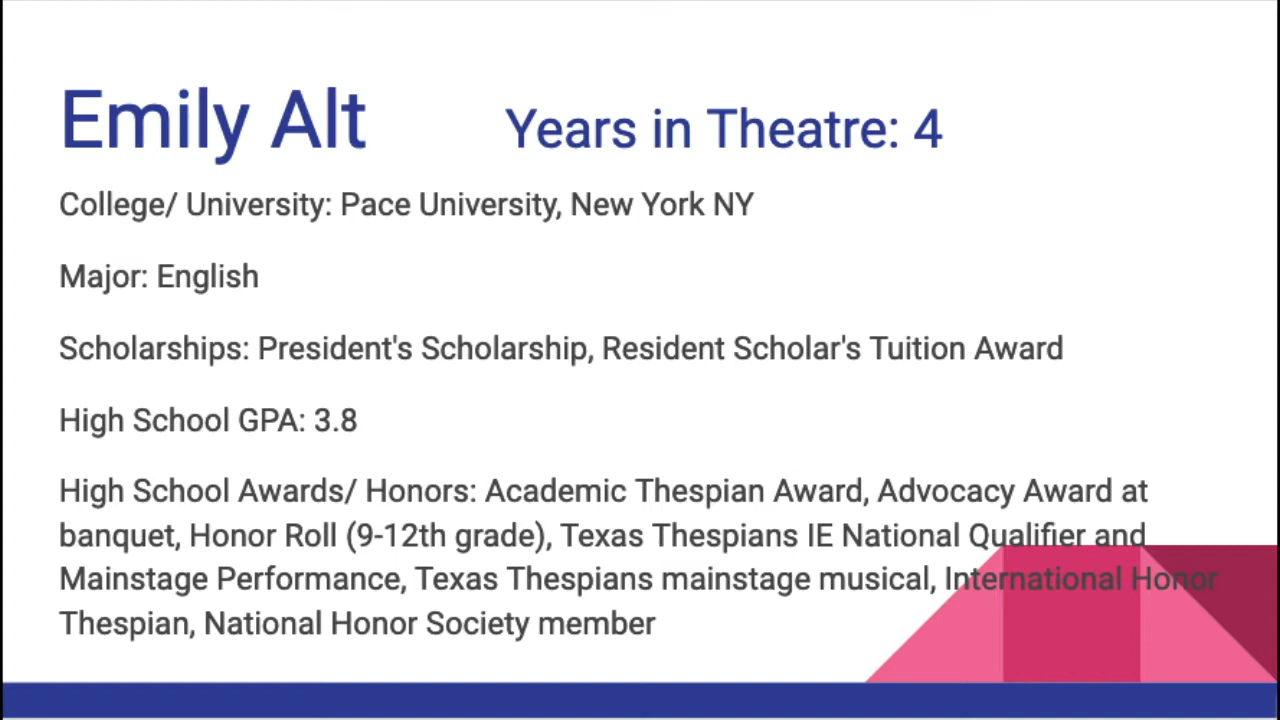 Emily Alt Years in Theatre: 4
College/ University: Pace University, New York NY
Major: English
Scholarships: President's Scholarship, Resident Scholar's Tuition Award
High School GPA: 3.8
High School Awards/ Honors: Academic Thespian Award, Advocacy Award at
banquet, Honor Roll (9-12th grade), Texas Thespians IE National Qualifier and
Mainstage Performance, Texas Thespians mainstage musical, International Honor
Thespian, National Honor Society member